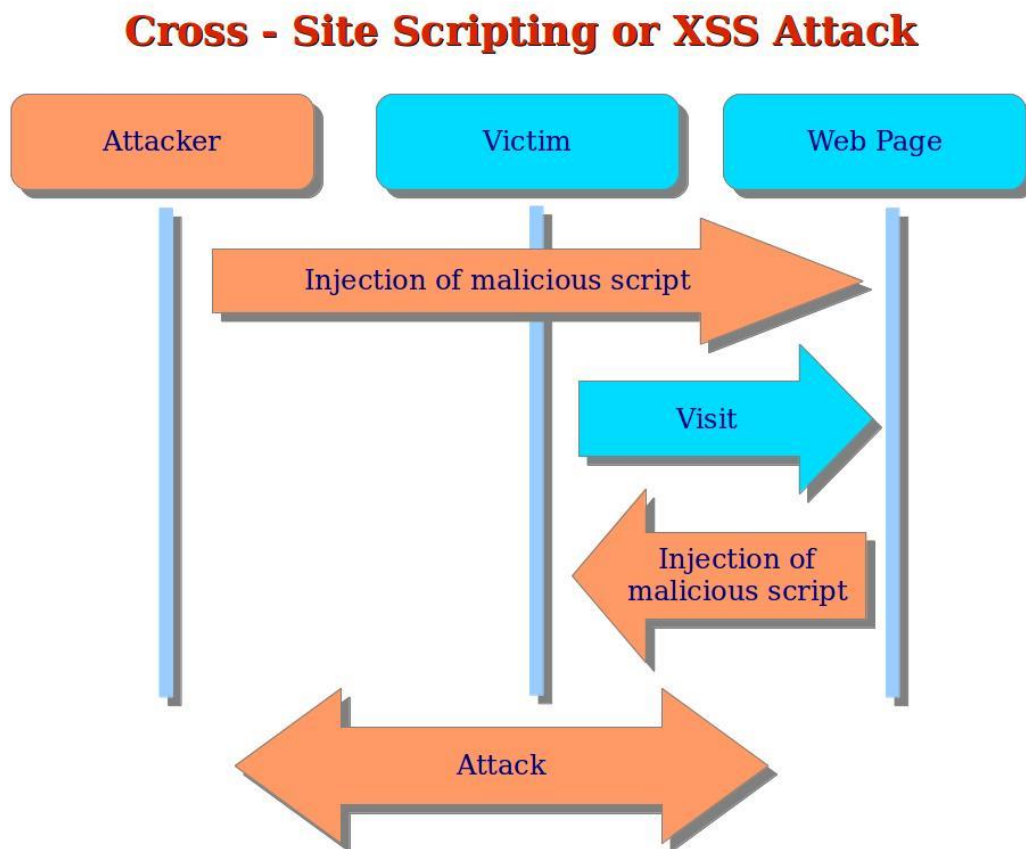 Cross - Site Scripting or XSS Attack
Attacker
Victim
Web Page
Injection of malicious script
Visit
Injection of
malicious script
Attack